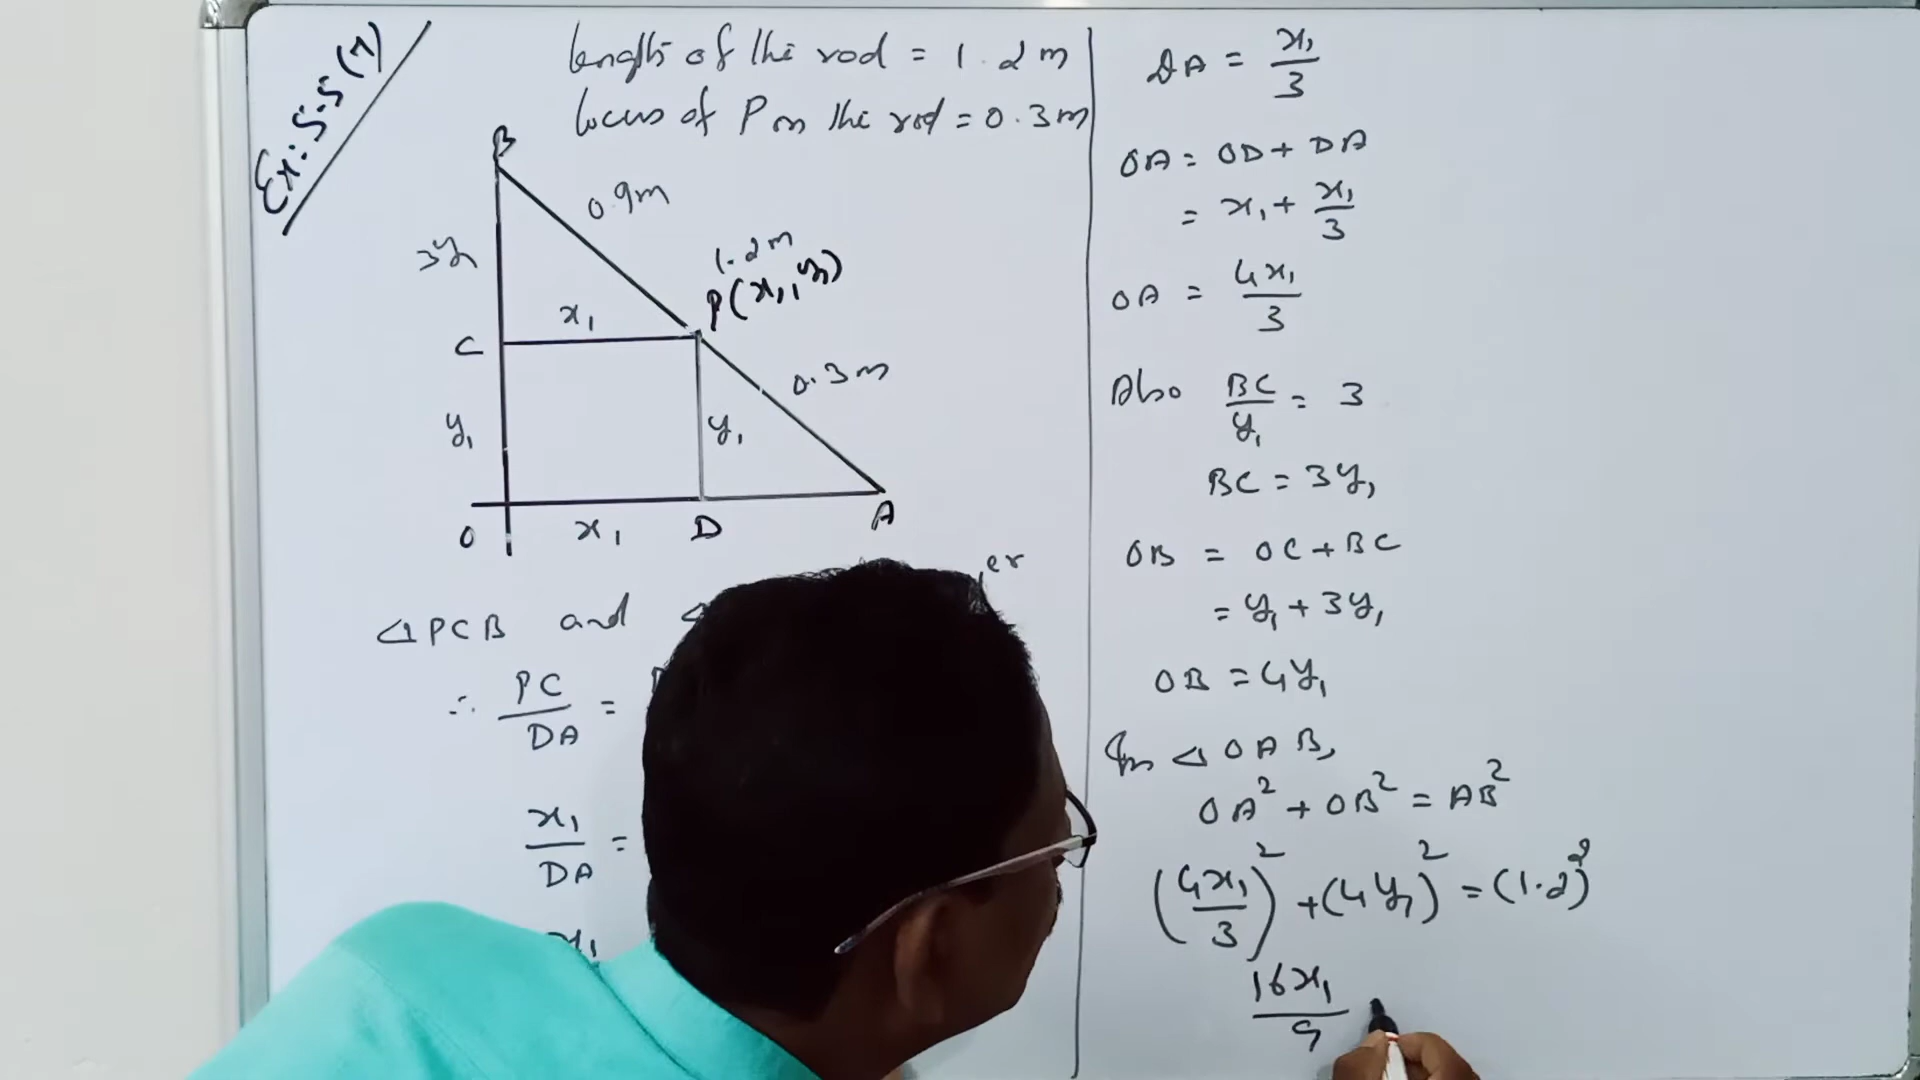 Ex: 5.5 (7)
length of the rod = 1.2 m
locus of P on the rod = 0.3 m
B
0.9m
3y₁
1.2 m
P(x₁, y₁)
x₁
C
0.3 m
y₁
y₁
O
x₁
D
A
△PCB and △
∴ PC/DA =
x₁/DA =
x₁
DA = x₁/3
OA = OD + DA
= x₁ + x₁/3
OA = 4x₁/3
Also BC/y₁ = 3
BC = 3y₁
OB = OC + BC
= y₁ + 3y₁
OB = 4y₁
In △OAB,
OA² + OB² = AB²
(4x₁/3)² + (4y₁)² = (1.2)²
16x₁/9